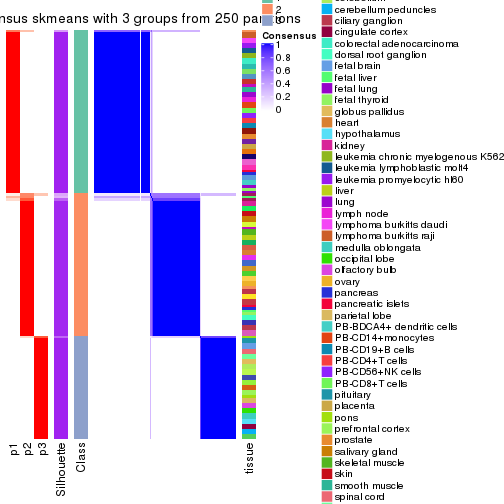 nsus skmeans with 3 groups from 250 partitions
2
Consensus
1
0.8
0.6
0.4
0.2
0
p1
p2
p3
Silhouette
Class
tissue
cerebellum peduncles
ciliary ganglion
cingulate cortex
colorectal adenocarcinoma
dorsal root ganglion
fetal brain
fetal liver
fetal lung
fetal thyroid
globus pallidus
heart
hypothalamus
kidney
leukemia chronic myelogenous K562
leukemia lymphoblastic molt4
leukemia promyelocytic hl60
liver
lung
lymph node
lymphoma burkitts daudi
lymphoma burkitts raji
medulla oblongata
occipital lobe
olfactory bulb
ovary
pancreas
pancreatic islets
parietal lobe
PB-BDCA4+ dendritic cells
PB-CD14+monocytes
PB-CD19+B cells
PB-CD4+T cells
PB-CD56+NK cells
PB-CD8+T cells
pituitary
placenta
pons
prefrontal cortex
prostate
salivary gland
skeletal muscle
skin
smooth muscle
spinal cord